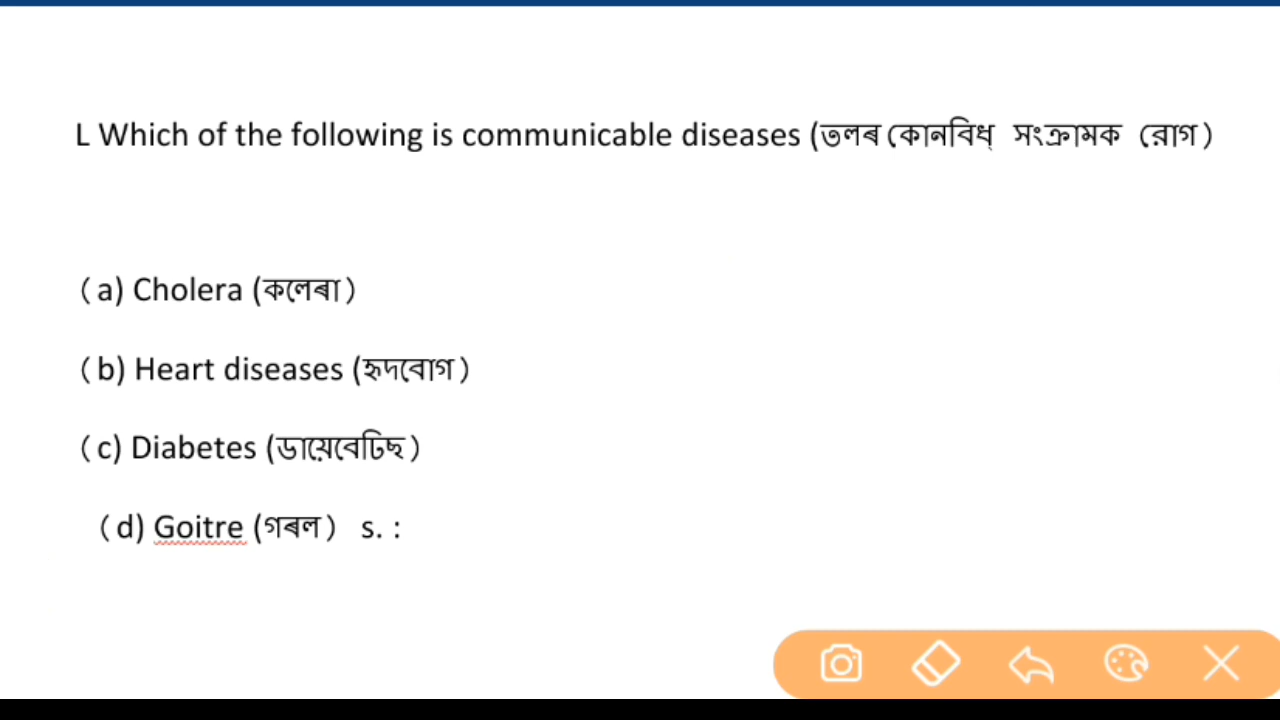 L Which of the following is communicable diseases (তলৰ কোনবিধ্ সংক্ৰামক ৰোগ)
(a) Cholera (কলেৰা)
(b) Heart diseases (হৃদৰোগ)
(c) Diabetes (ডায়েবেটিছ)
(d) Goitre (গৰল) s. :